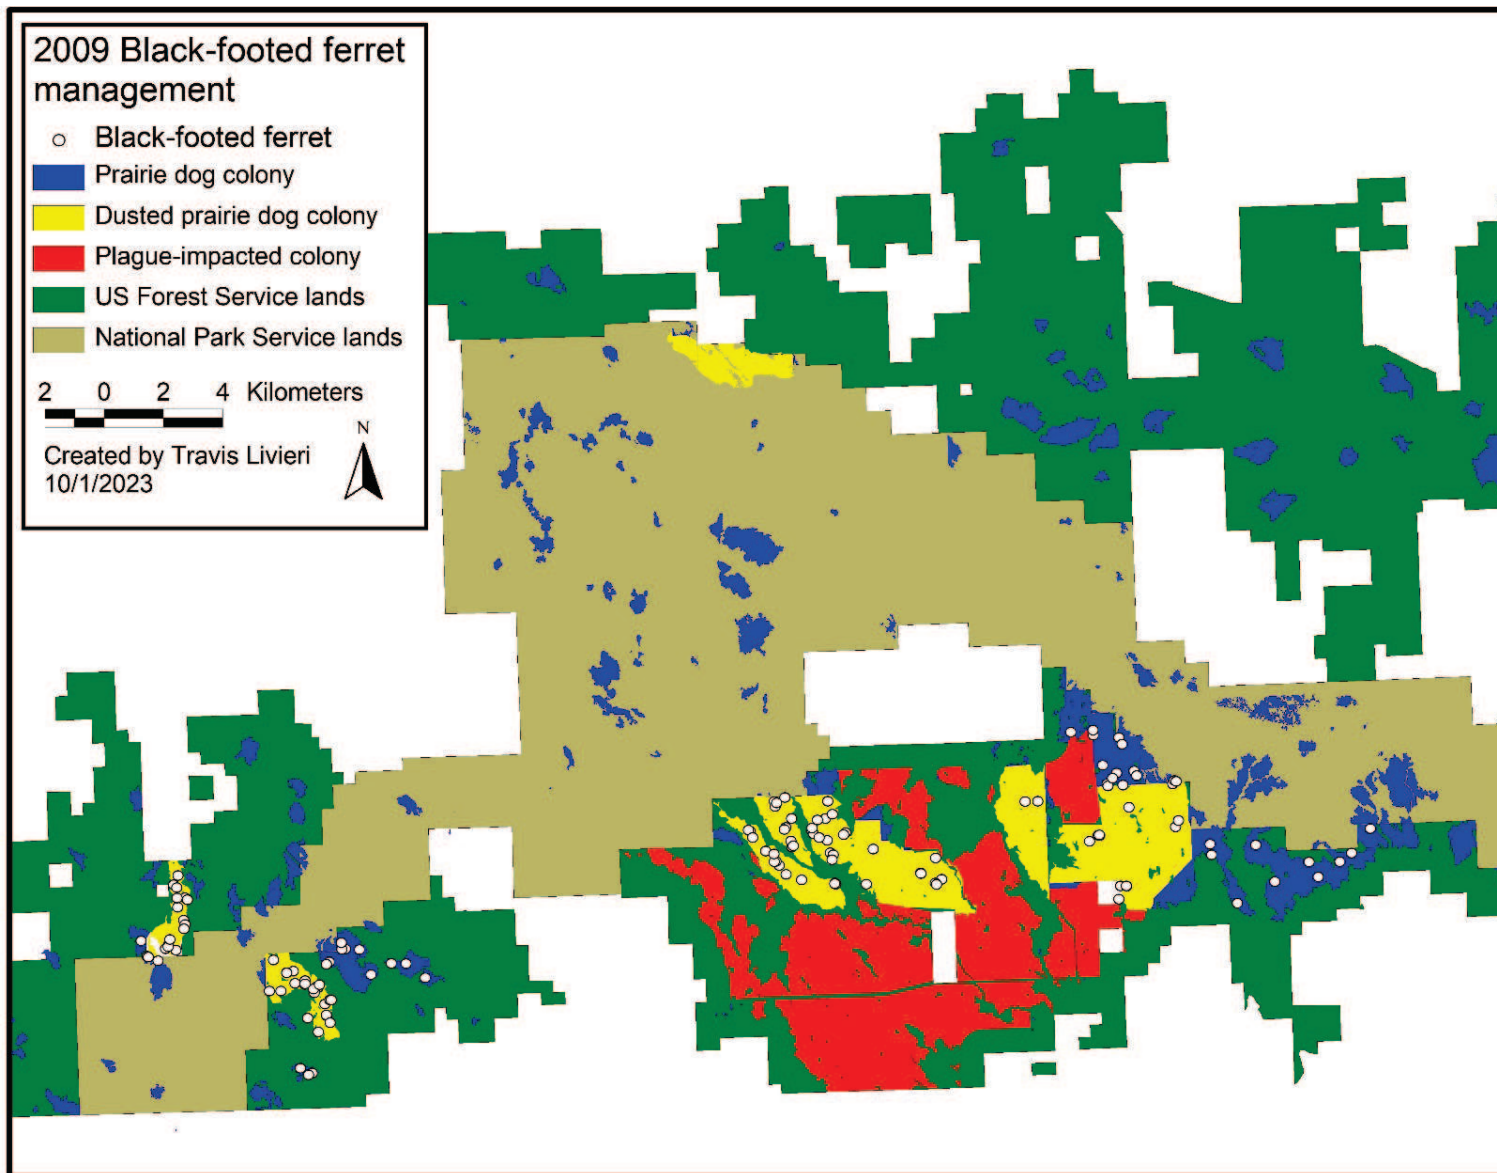 2009 Black-footed ferret
management
Black-footed ferret
Prairie dog colony
Dusted prairie dog colony
Plague-impacted colony
US Forest Service lands
National Park Service lands
2 0 2 4 Kilometers
N
Created by Travis Livieri
10/1/2023